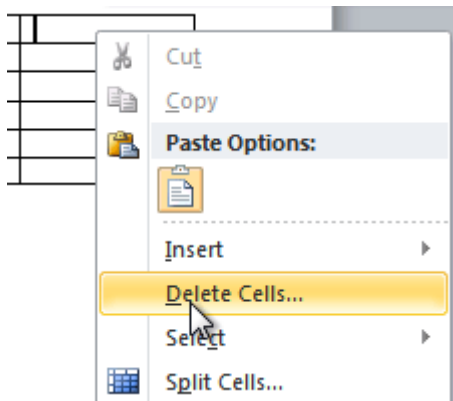 Cut
Copy
Paste Options:
Insert
Delete Cells...
Select
Split Cells...